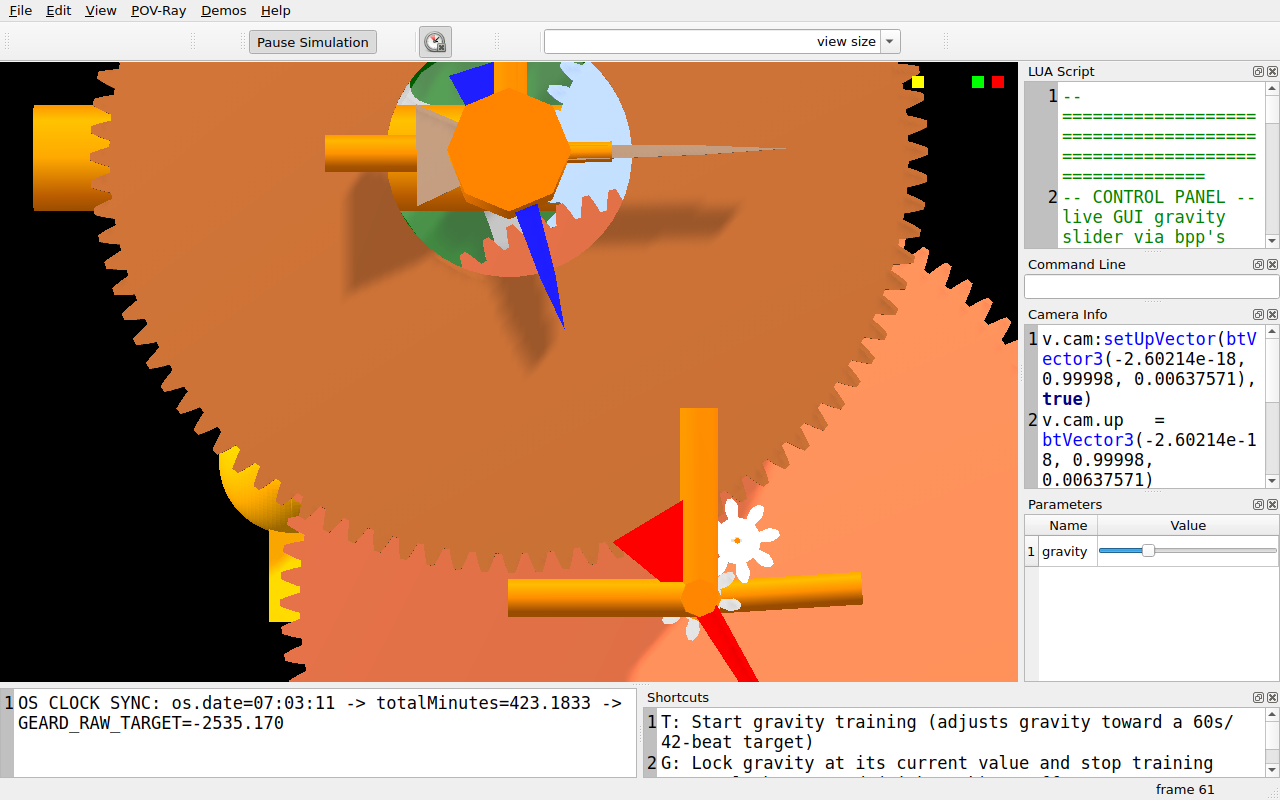 File Edit View POV-Ray Demos Help
Pause Simulation
view size
LUA Script
1 --
===================
===================
===================
==============
2 -- CONTROL PANEL --
live GUI gravity
slider via bpp's
Command Line
Camera Info
1 v.cam:setUpVector(btV
ector3(-2.60214e-18,
0.99998, 0.00637571),
true)
2 v.cam.up   =
btVector3(-2.60214e-1
8, 0.99998,
0.00637571)
Parameters
Name Value
1 gravity
1 OS CLOCK SYNC: os.date=07:03:11 -> totalMinutes=423.1833 ->
GEARD_RAW_TARGET=-2535.170
Shortcuts
1 T: Start gravity training (adjusts gravity toward a 60s/
42-beat target)
2 G: Lock gravity at its current value and stop training
frame 61